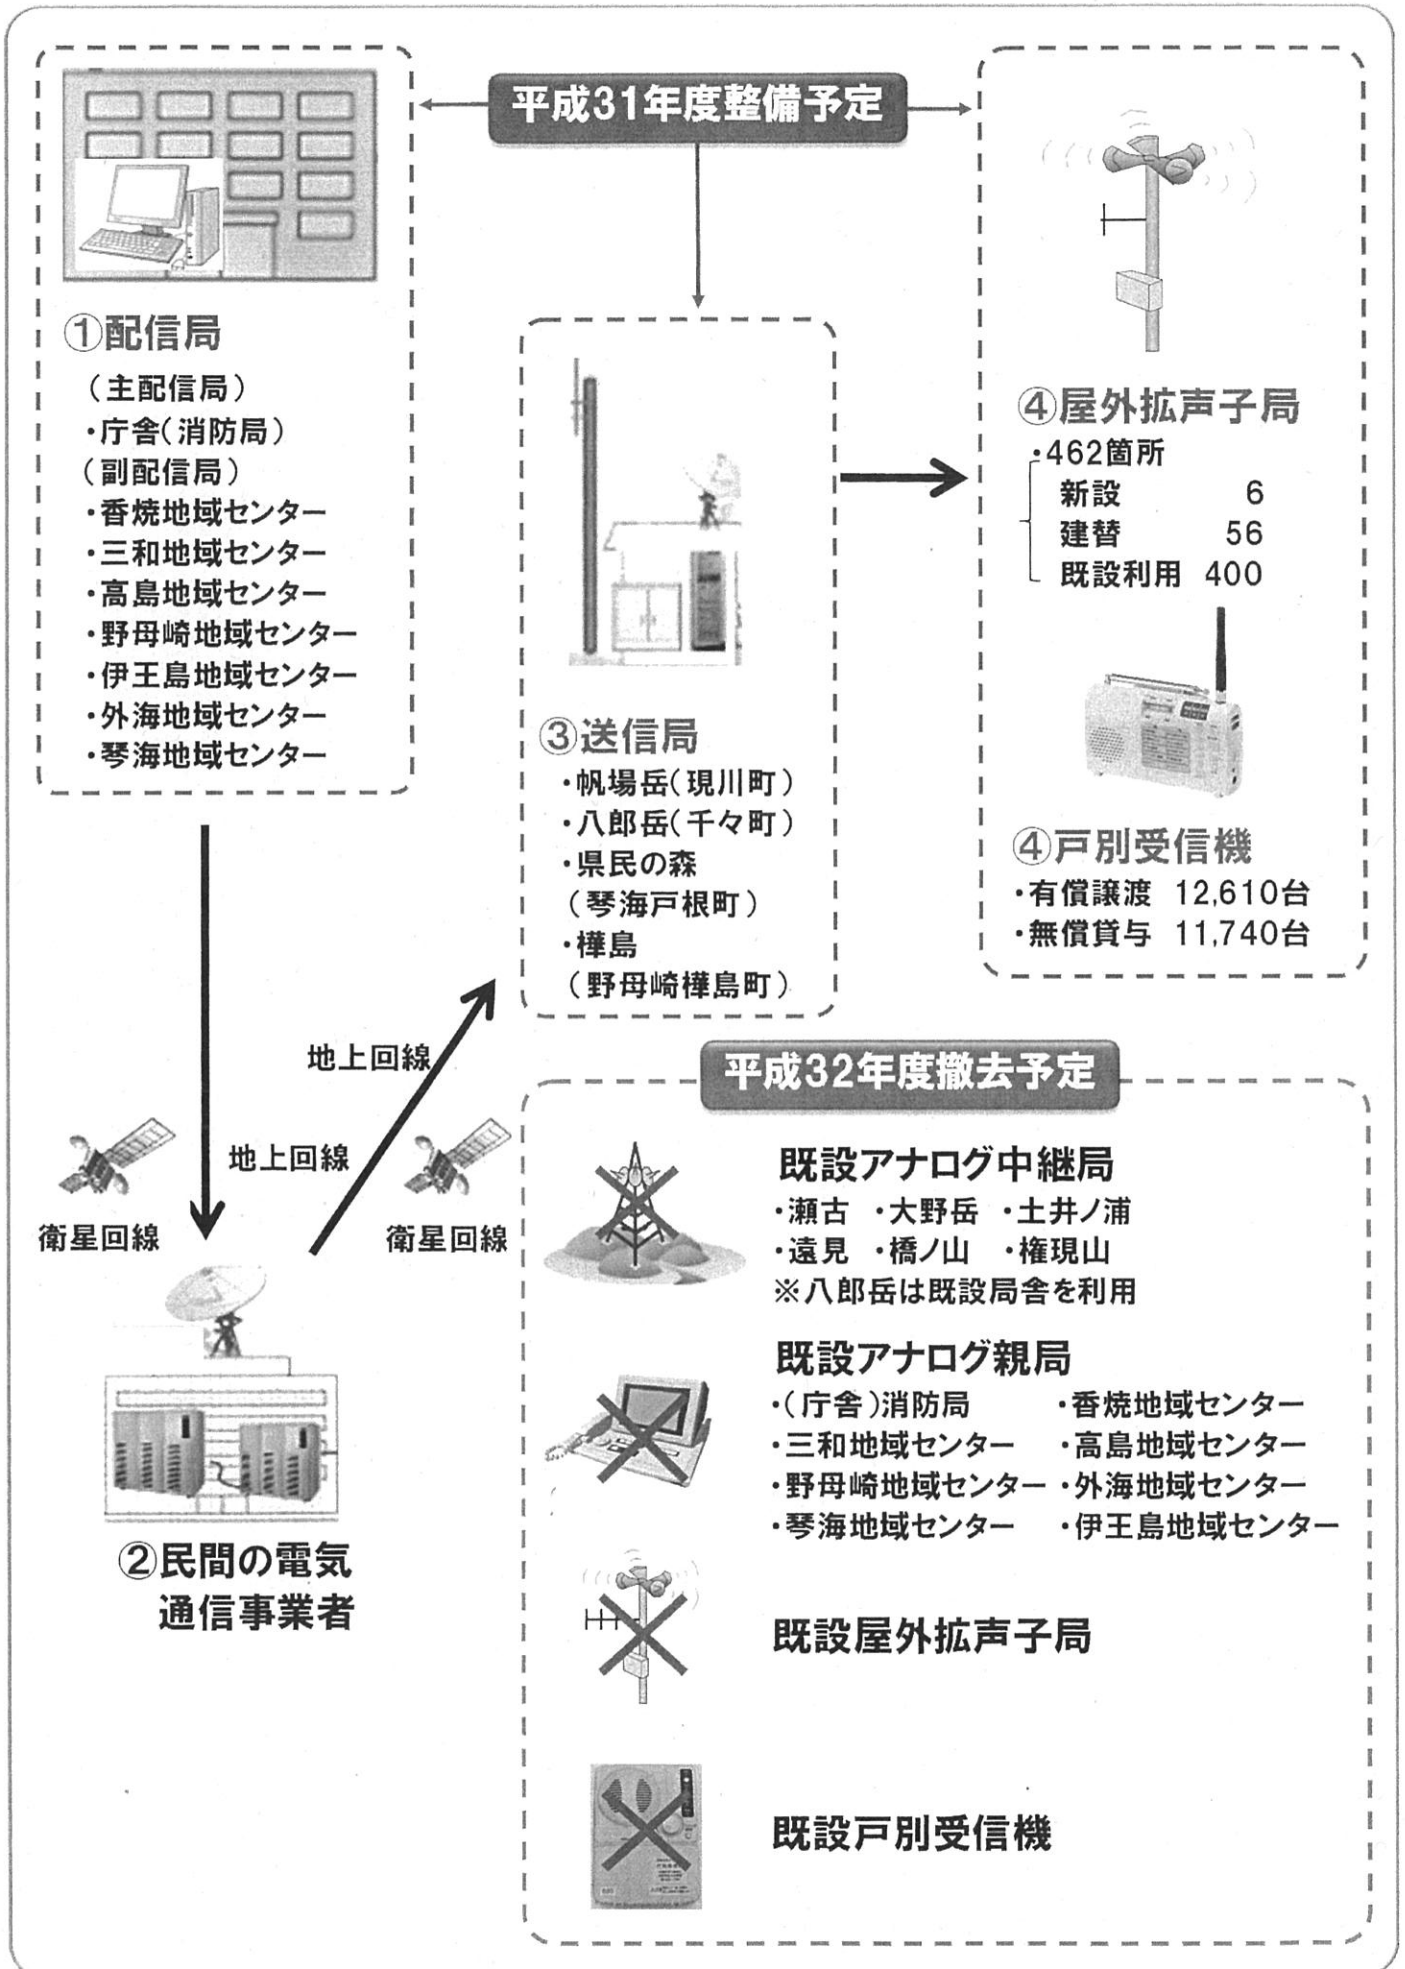 平成31年度整備予定
①配信局
(主配信局)
・庁舎(消防局)
(副配信局)
・香焼地域センター
・三和地域センター
・高島地域センター
・野母崎地域センター
・伊王島地域センター
・外海地域センター
・琴海地域センター
③送信局
・帆場岳(現川町)
・八郎岳(千々町)
・県民の森
(琴海戸根町)
・樺島
(野母崎樺島町)
④屋外拡声子局
・462箇所
新設 6
建替 56
既設利用 400
④戸別受信機
・有償譲渡 12,610台
・無償貸与 11,740台
地上回線
地上回線
衛星回線
衛星回線
②民間の電気
通信事業者
平成32年度撤去予定
既設アナログ中継局
・瀬古 ・大野岳 ・土井ノ浦
・遠見 ・橋ノ山 ・権現山
※八郎岳は既設局舎を利用
既設アナログ親局
・(庁舎)消防局 ・香焼地域センター
・三和地域センター ・高島地域センター
・野母崎地域センター ・外海地域センター
・琴海地域センター ・伊王島地域センター
既設屋外拡声子局
既設戸別受信機